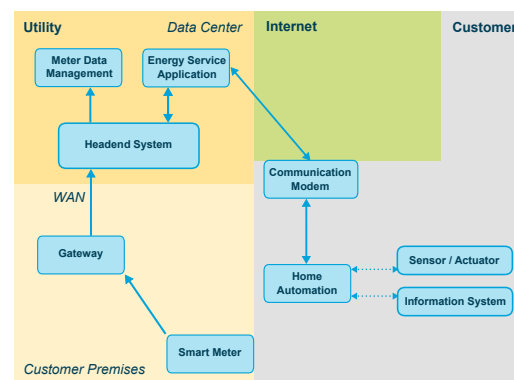 Utility
Data Center
Internet
Customer
Meter Data
Management
Energy Service
Application
Headend System
Communication
Modem
WAN
Gateway
Sensor / Actuator
Home
Automation
Information System
Smart Meter
Customer Premises